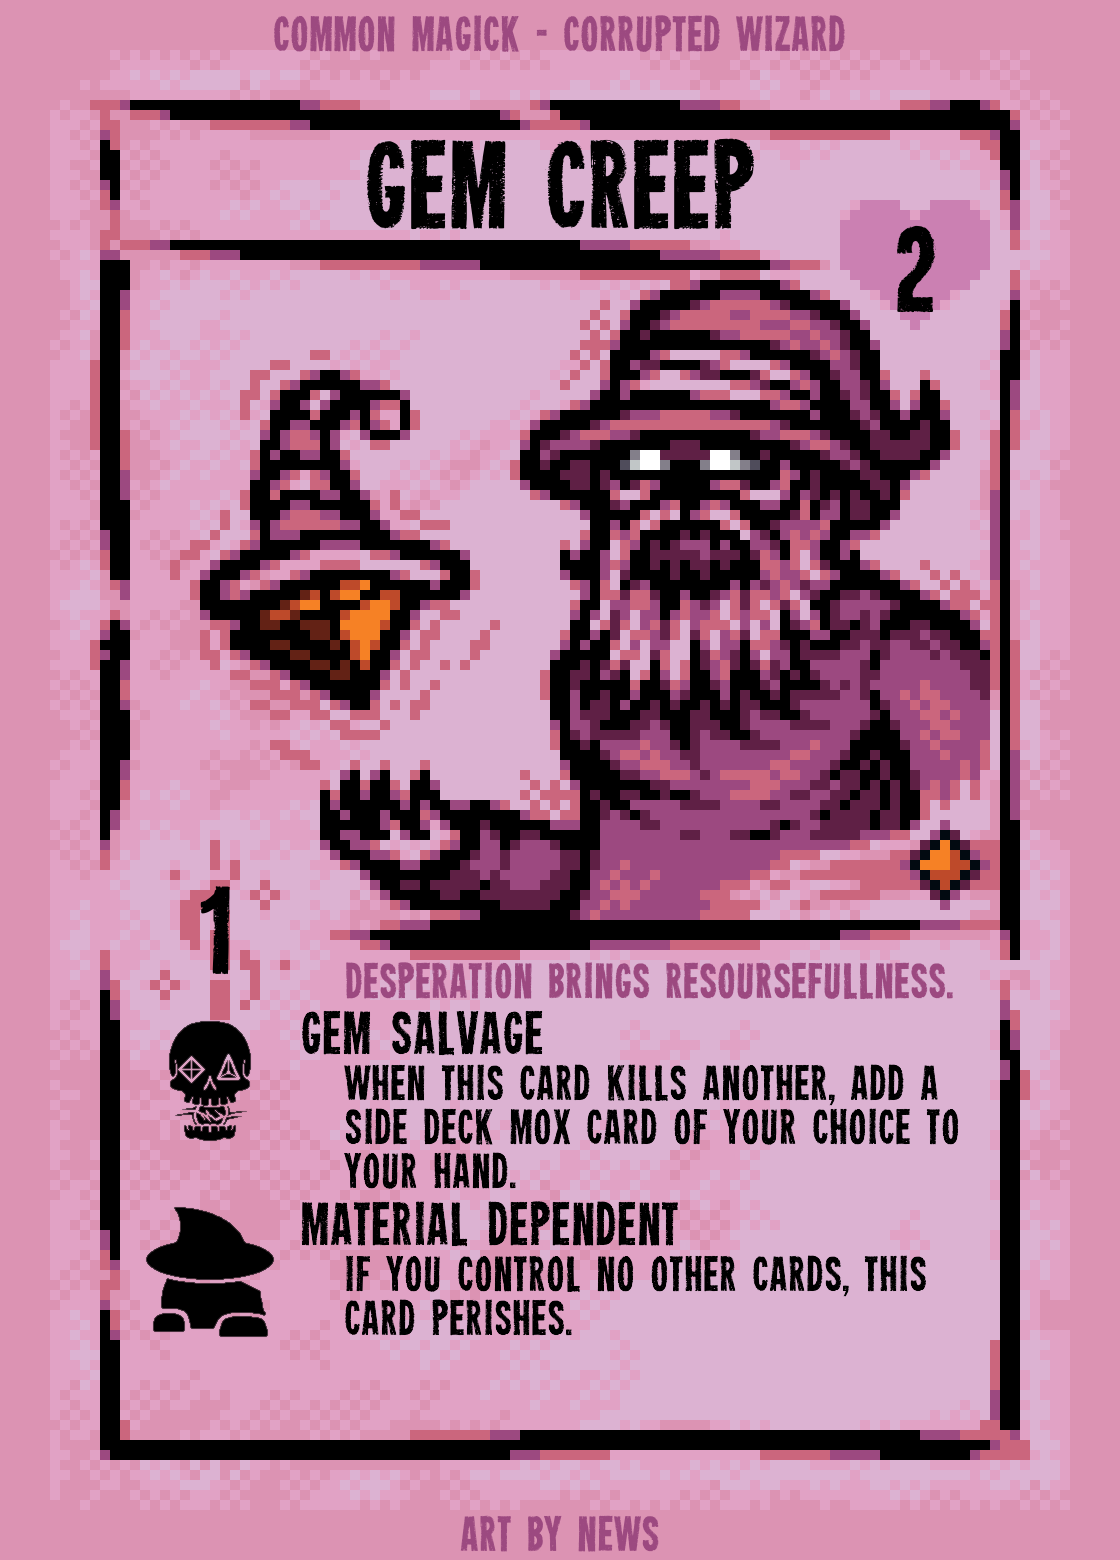 COMMON MAGICK - CORRUPTED WIZARD
GEM CREEP
2
1
DESPERATION BRINGS RESOURSEFULLNESS.
GEM SALVAGE
WHEN THIS CARD KILLS ANOTHER, ADD A
SIDE DECK MOX CARD OF YOUR CHOICE TO
YOUR HAND.
MATERIAL DEPENDENT
IF YOU CONTROL NO OTHER CARDS, THIS
CARD PERISHES.
ART BY NEWS